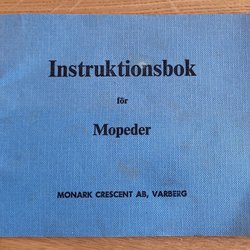 Instruktionsbok
för
Mopeder
MONARK CRESCENT AB, VARBERG